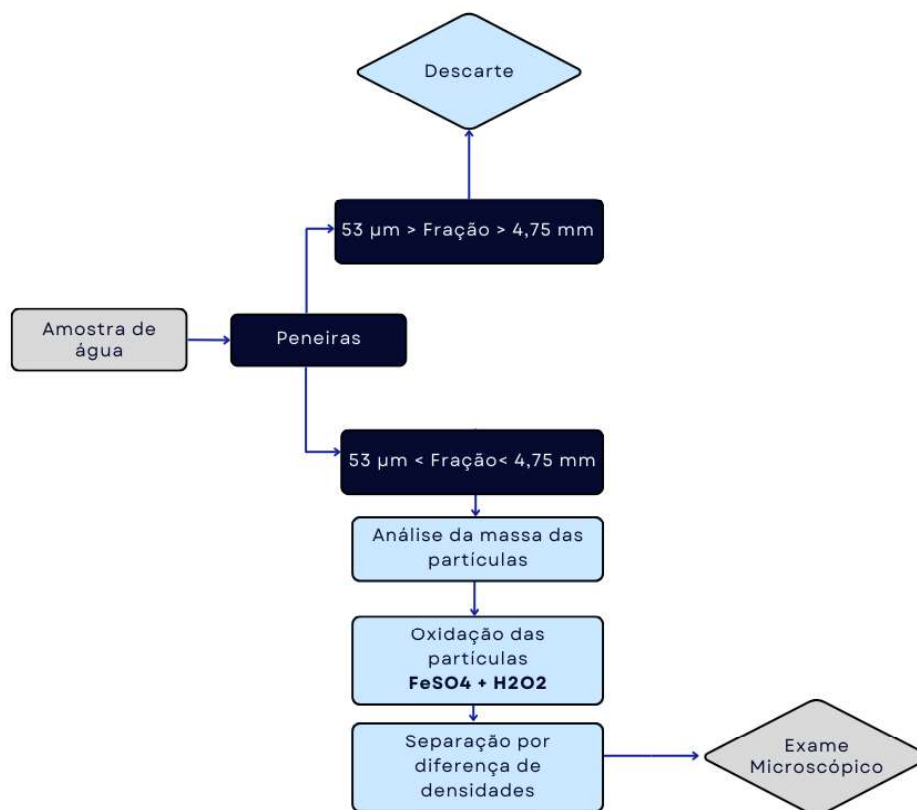 Descarte
53 µm > Fração > 4,75 mm
Amostra de
água
Peneiras
53 µm < Fração< 4,75 mm
Análise da massa das
partículas
Oxidação das
partículas
FeSO4 + H2O2
Separação por
diferença de
densidades
Exame
Microscópico